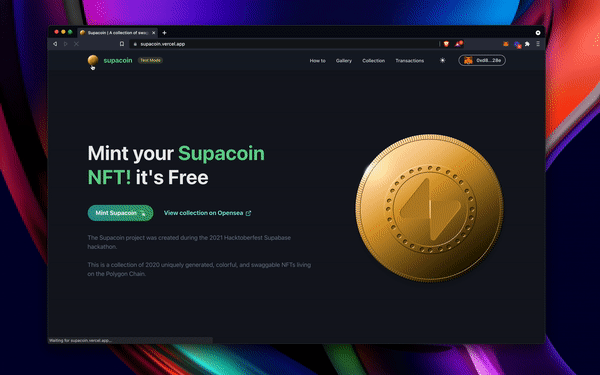 Supacoin | A collection of swag
supacoin.vercel.app
supacoin
Test Mode
How to
Gallery
Collection
Transactions
0xd8...28e
Mint your Supacoin
NFT! it's Free
Mint Supacoin
View collection on Opensea
The Supacoin project was created during the 2021 Hacktoberfest Supabase
hackathon.
This is a collection of 2020 uniquely generated, colorful, and swaggable NFTs living
on the Polygon Chain.
Waiting for supacoin.vercel.app...